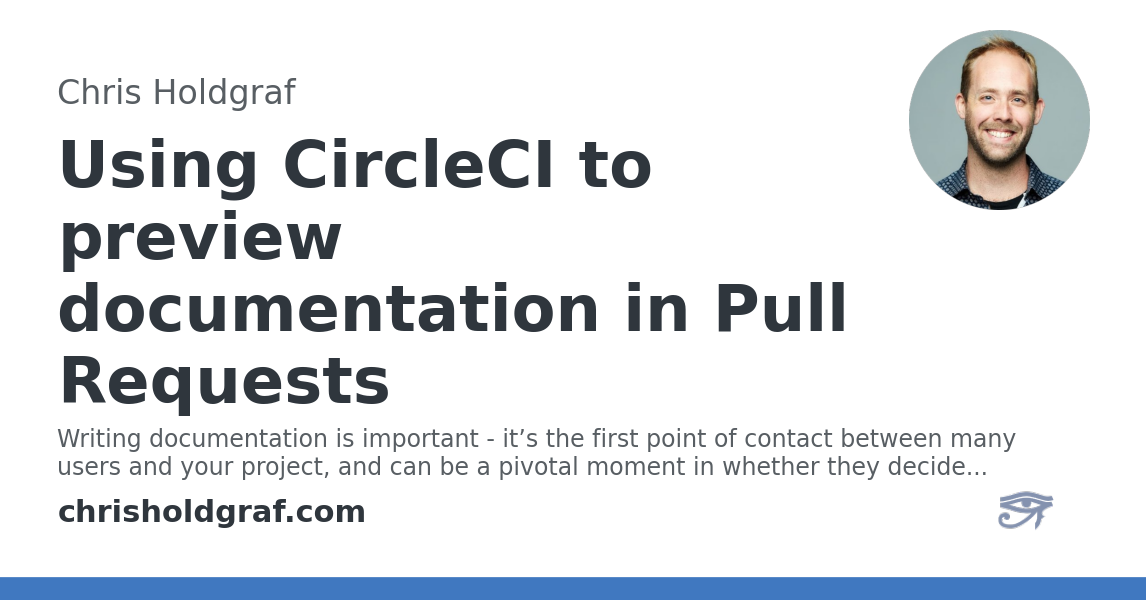 Chris Holdgraf
Using CircleCI to
preview
documentation in Pull
Requests
Writing documentation is important - it’s the first point of contact between many
users and your project, and can be a pivotal moment in whether they decide...
chrisholdgraf.com